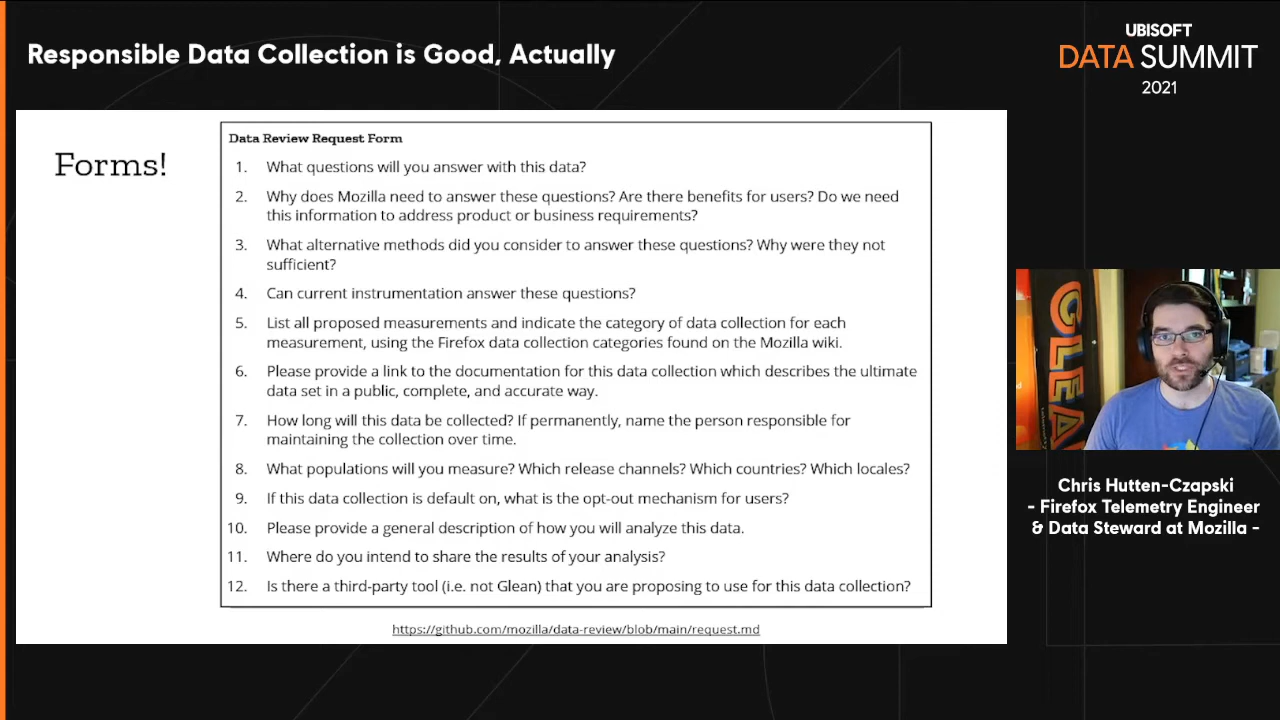 Responsible Data Collection is Good, Actually
UBISOFT
DATA SUMMIT
2021
Forms!
Data Review Request Form
1. What questions will you answer with this data?
2. Why does Mozilla need to answer these questions? Are there benefits for users? Do we need
this information to address product or business requirements?
3. What alternative methods did you consider to answer these questions? Why were they not
sufficient?
4. Can current instrumentation answer these questions?
5. List all proposed measurements and indicate the category of data collection for each
measurement, using the Firefox data collection categories found on the Mozilla wiki.
6. Please provide a link to the documentation for this data collection which describes the ultimate
data set in a public, complete, and accurate way.
7. How long will this data be collected? If permanently, name the person responsible for
maintaining the collection over time.
8. What populations will you measure? Which release channels? Which countries? Which locales?
9. If this data collection is default on, what is the opt-out mechanism for users?
10. Please provide a general description of how you will analyze this data.
11. Where do you intend to share the results of your analysis?
12. Is there a third-party tool (i.e. not Glean) that you are proposing to use for this data collection?
https://github.com/mozilla/data-review/blob/main/request.md
GLEA
Chris Hutten-Czapski
- Firefox Telemetry Engineer
& Data Steward at Mozilla -